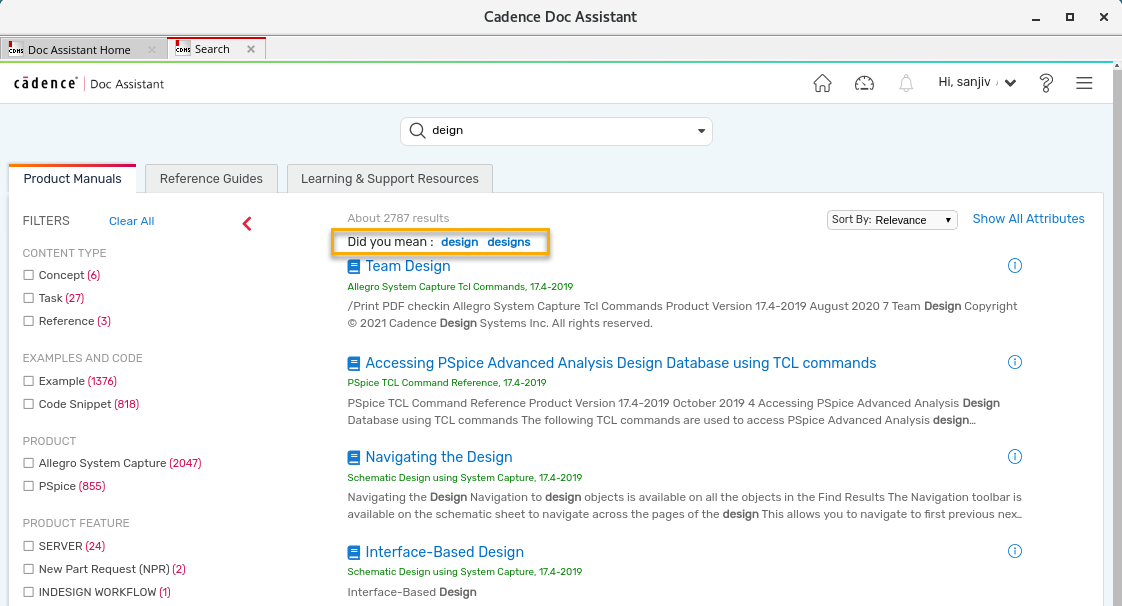 Cadence Doc Assistant
Doc Assistant Home
Search
cādence® Doc Assistant
Hi, sanjiv
deign
Product Manuals
Reference Guides
Learning & Support Resources
FILTERS
Clear All
CONTENT TYPE
Concept (6)
Task (27)
Reference (3)
EXAMPLES AND CODE
Example (1376)
Code Snippet (818)
PRODUCT
Allegro System Capture (2047)
PSpice (855)
PRODUCT FEATURE
SERVER (24)
New Part Request (NPR) (2)
INDESIGN WORKFLOW (1)
About 2787 results
Sort By: Relevance
Show All Attributes
Did you mean : design designs
Team Design
Allegro System Capture Tcl Commands, 17.4-2019
/Print PDF checkin Allegro System Capture Tcl Commands Product Version 17.4-2019 August 2020 7 Team Design Copyright
© 2021 Cadence Design Systems Inc. All rights reserved.
Accessing PSpice Advanced Analysis Design Database using TCL commands
PSpice TCL Command Reference, 17.4-2019
PSpice TCL Command Reference Product Version 17.4-2019 October 2019 4 Accessing PSpice Advanced Analysis Design
Database using TCL commands The following TCL commands are used to access PSpice Advanced Analysis design...
Navigating the Design
Schematic Design using System Capture, 17.4-2019
Navigating the Design Navigation to design objects is available on all the objects in the Find Results The Navigation toolbar is
available on the schematic sheet to navigate across the pages of the design This allows you to navigate to first previous nex...
Interface-Based Design
Schematic Design using System Capture, 17.4-2019
Interface-Based Design